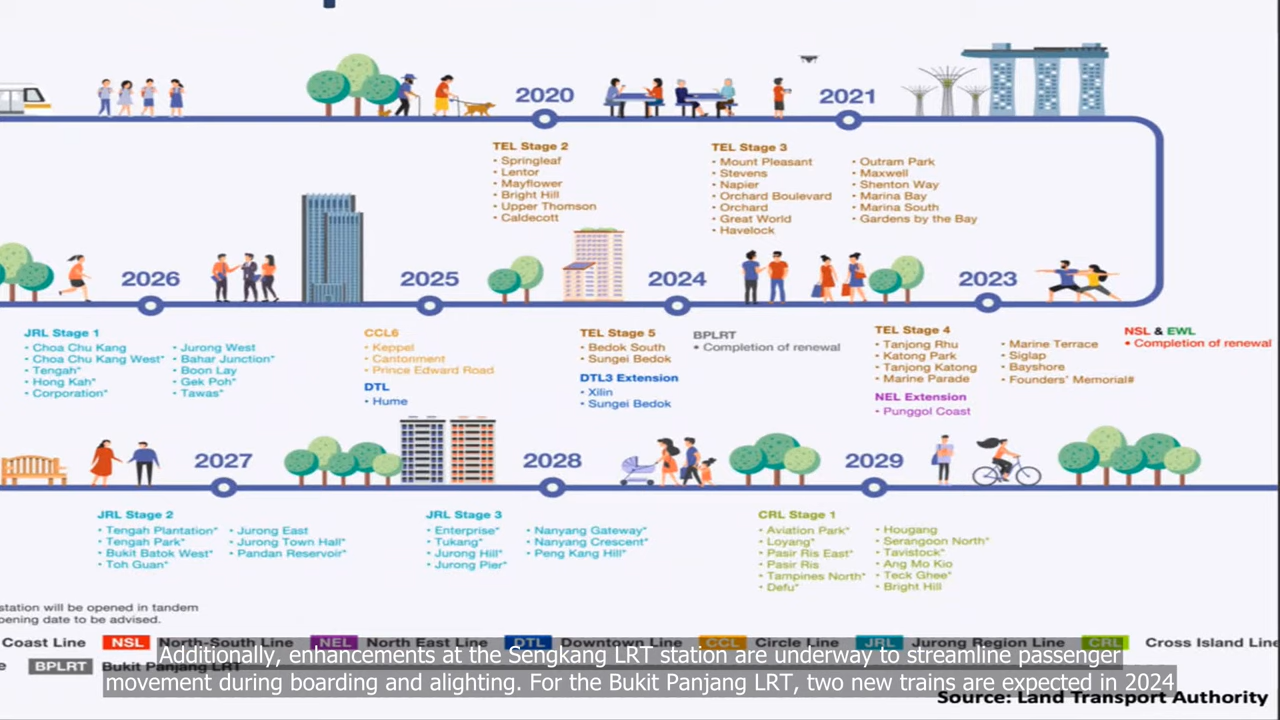 2020
2021
TEL Stage 2
• Springleaf
• Lentor
• Mayflower
• Bright Hill
• Upper Thomson
• Caldecott
TEL Stage 3
• Mount Pleasant
• Stevens
• Napier
• Orchard Boulevard
• Orchard
• Great World
• Havelock
• Outram Park
• Maxwell
• Shenton Way
• Marina Bay
• Marina South
• Gardens by the Bay
2026
2025
2024
2023
JRL Stage 1
• Choa Chu Kang
• Choa Chu Kang West*
• Tengah*
• Hong Kah*
• Corporation*
• Jurong West*
• Bahar Junction*
• Boon Lay
• Gek Poh*
• Tawas*
CCL6
• Keppel
• Cantonment
• Prince Edward Road
DTL
• Hume
TEL Stage 5
• Bedok South
• Sungei Bedok
DTL3 Extension
• Xilin
• Sungei Bedok
BPLRT
• Completion of renewal
TEL Stage 4
• Tanjong Rhu
• Katong Park
• Tanjong Katong
• Marine Parade
• Marine Terrace
• Siglap
• Bayshore
• Founders' Memorial#
NEL Extension
• Punggol Coast
NSL & EWL
• Completion of renewal
2027
2028
2029
JRL Stage 2
• Tengah Plantation*
• Tengah Park*
• Bukit Batok West*
• Toh Guan*
• Jurong East
• Jurong Town Hall*
• Pandan Reservoir*
JRL Stage 3
• Enterprise*
• Tukang*
• Jurong Hill*
• Jurong Pier*
• Nanyang Gateway*
• Nanyang Crescent*
• Peng Kang Hill*
CRL Stage 1
• Aviation Park*
• Loyang*
• Pasir Ris East*
• Pasir Ris
• Tampines North*
• Defu*
• Hougang
• Serangoon North*
• Tavistock*
• Ang Mo Kio
• Teck Ghee*
• Bright Hill
station will be opened in tandem
pening date to be advised.
Coast Line NSL North-South Line NEL North East Line DTL Downtown Line CCL Circle Line JRL Jurong Region Line CRL Cross Island Line
e BPLRT Bukit Panjang LRT
Additionally, enhancements at the Sengkang LRT station are underway to streamline passenger
movement during boarding and alighting. For the Bukit Panjang LRT, two new trains are expected in 2024
Source: Land Transport Authority